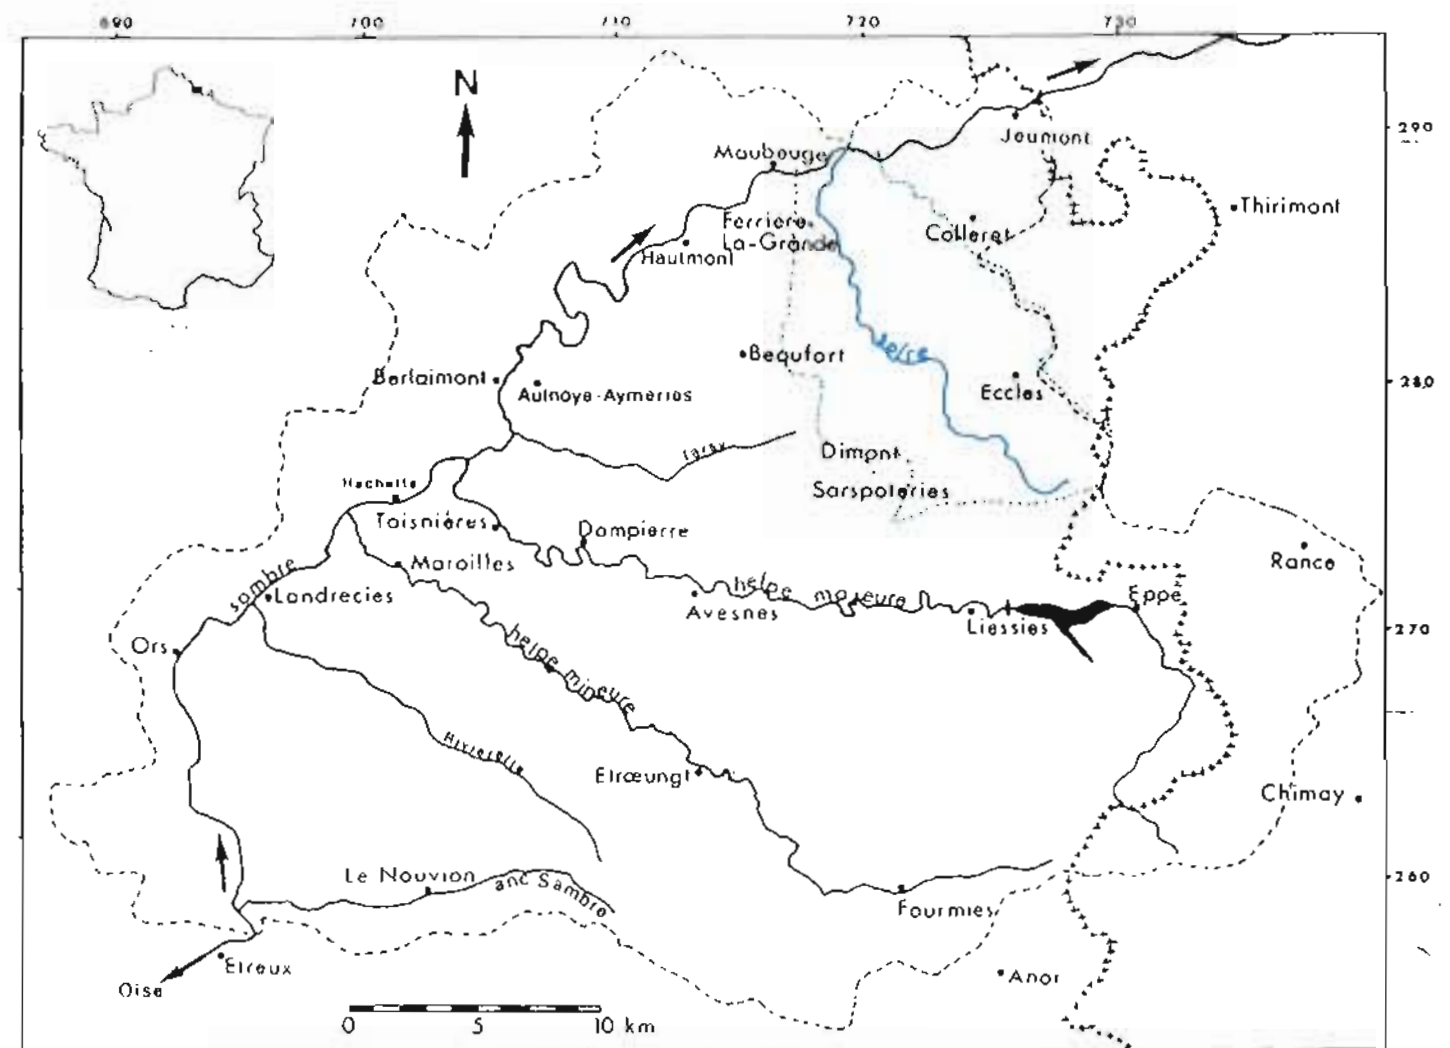 690 700 710 720 730
N
290
Jeumont
Maubouge
Thirimont
Ferriere
La-Grande
Colleret
Hautmont
Solre
Beaufort
280
Berlaimont
Aulnoye-Aymeries
Eccles
Tarsy
Dimont
Hachette
Sarspoteries
Taisnières
Dompierre
Maroilles
Rance
sambre
helpe majeure
Eppe
Landrecies
Avesnes
Liessies
270
Ors
helpe mineure
Rivierette
Etrœungt
Chimay
Le Nouvion
anc Sambre
260
Fourmies
Etreux
Anor
Oise
0 5 10 km